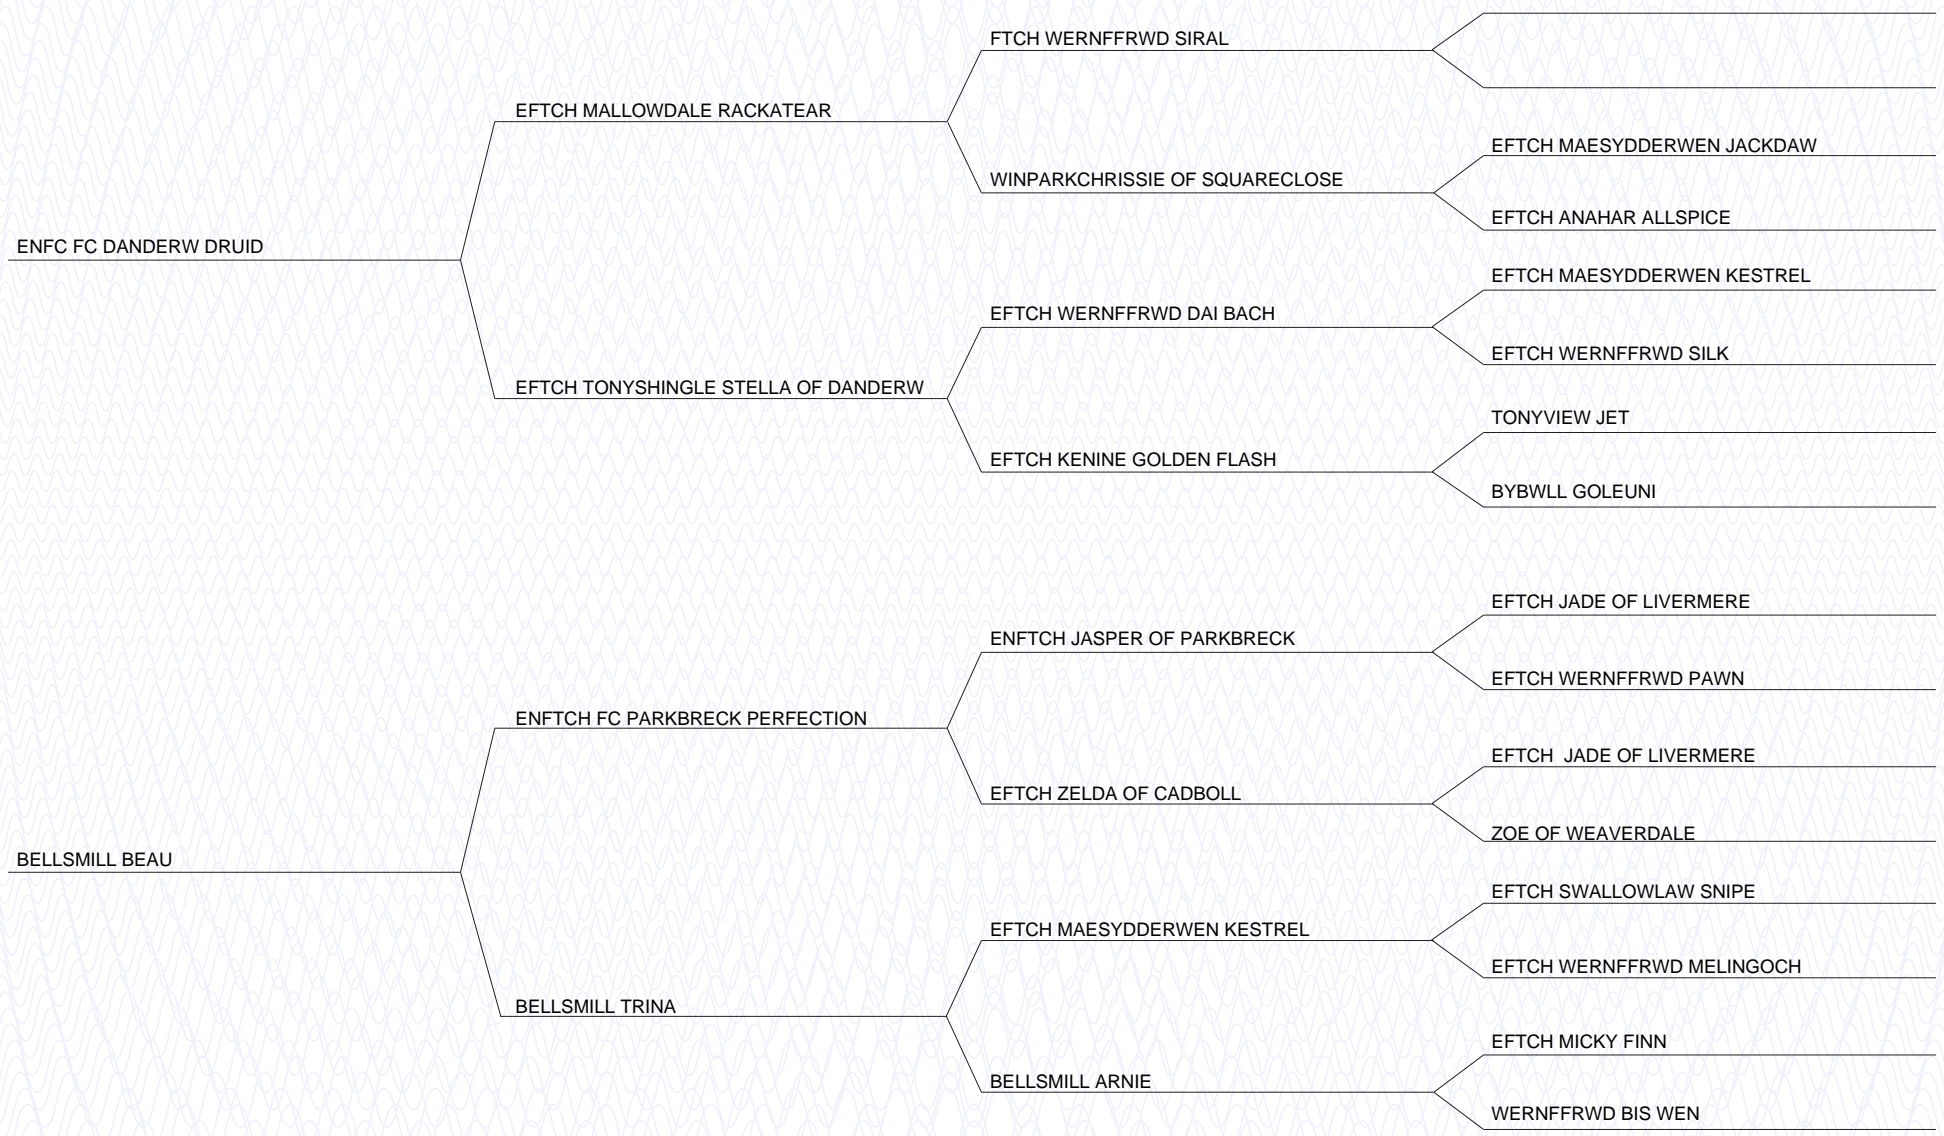 FTCH WERNFFRWD SIRAL
EFTCH MALLOWDALE RACKATEAR
EFTCH MAESYDDERWEN JACKDAW
WINPARKCHRISSIE OF SQUARECLOSE
EFTCH ANAHAR ALLSPICE
ENFC FC DANDERW DRUID
EFTCH MAESYDDERWEN KESTREL
EFTCH WERNFFRWD DAI BACH
EFTCH WERNFFRWD SILK
EFTCH TONYSHINGLE STELLA OF DANDERW
TONYVIEW JET
EFTCH KENINE GOLDEN FLASH
BYBWLL GOLEUNI
EFTCH JADE OF LIVERMERE
ENFTCH JASPER OF PARKBRECK
EFTCH WERNFFRWD PAWN
ENFTCH FC PARKBRECK PERFECTION
EFTCH  JADE OF LIVERMERE
EFTCH ZELDA OF CADBOLL
ZOE OF WEAVERDALE
BELLSMILL BEAU
EFTCH SWALLOWLAW SNIPE
EFTCH MAESYDDERWEN KESTREL
EFTCH WERNFFRWD MELINGOCH
BELLSMILL TRINA
EFTCH MICKY FINN
BELLSMILL ARNIE
WERNFFRWD BIS WEN